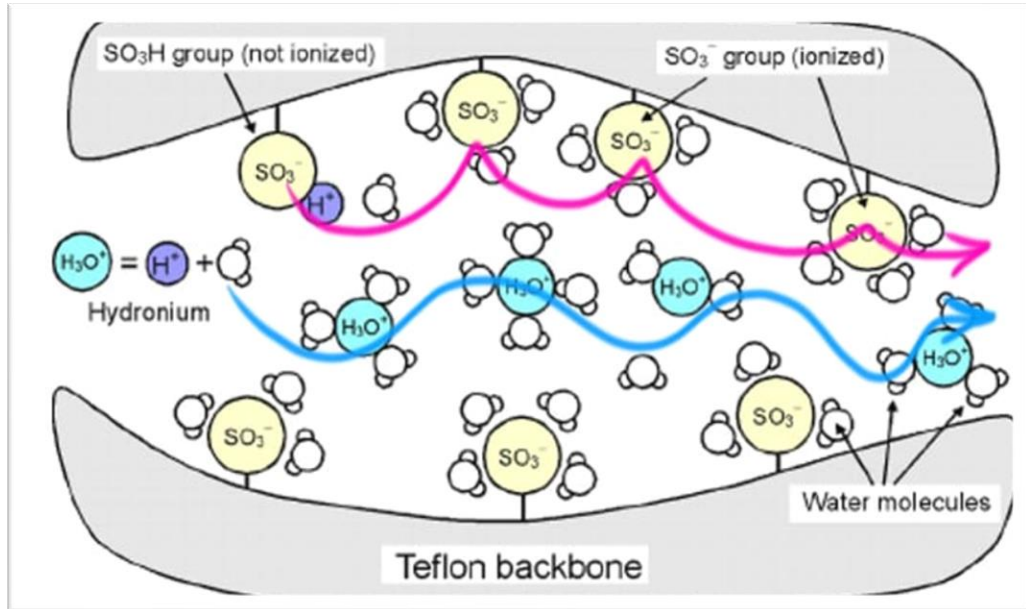 SO₃H group (not ionized)
SO₃⁻ group (ionized)
SO₃⁻
SO₃⁻
SO₃⁻
SO₃⁻
H⁺
H₃O⁺ = H⁺ +
Hydronium
H₃O⁺
H₃O⁺
H₃O⁺
H₃O⁺
SO₃⁻
SO₃⁻
SO₃⁻
Water molecules
Teflon backbone